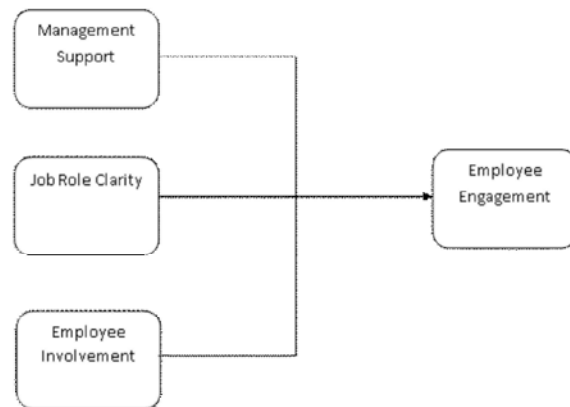 Management
Support
Job Role Clarity
Employee
Engagement
Employee
Involvement